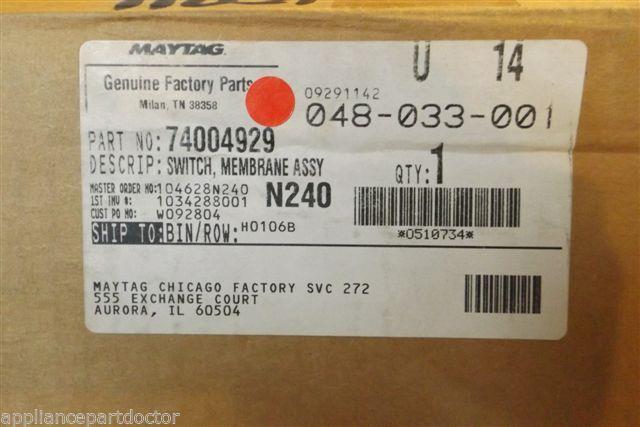 MAYTAG
U 14
Genuine Factory Parts
Milan, TN 38358
09291142
048-033-001
PART NO: 74004929
DESCRIP: SWITCH, MEMBRANE ASSY
QTY: 1
MASTER ORDER NO: 104628N240
N240
1ST INV #: 1034288001
CUST PO NO: W092804
*0510734*
SHIP TO: BIN/ROW: H0106B
MAYTAG CHICAGO FACTORY SVC 272
555 EXCHANGE COURT
AURORA, IL 60504
appliancepartdoctor